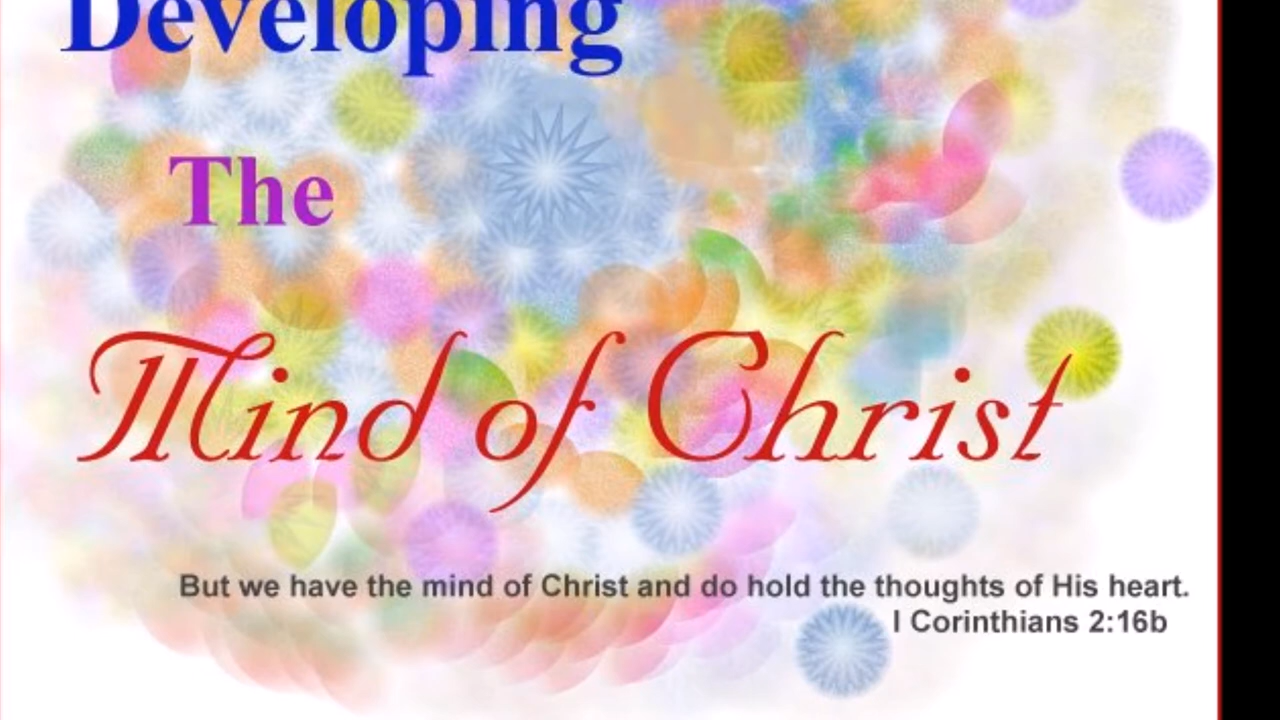 Developing
The
Mind of Christ
But we have the mind of Christ and do hold the thoughts of His heart.
I Corinthians 2:16b